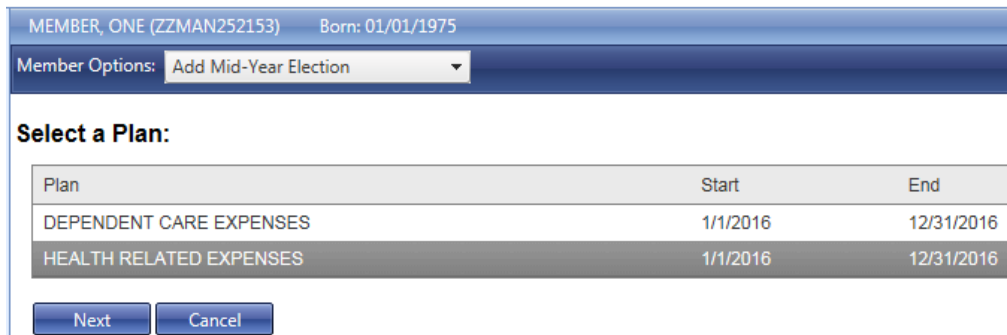 MEMBER, ONE (ZZMAN252153) Born: 01/01/1975
Member Options: Add Mid-Year Election
Select a Plan:
Plan Start End
DEPENDENT CARE EXPENSES 1/1/2016 12/31/2016
HEALTH RELATED EXPENSES 1/1/2016 12/31/2016
Next Cancel